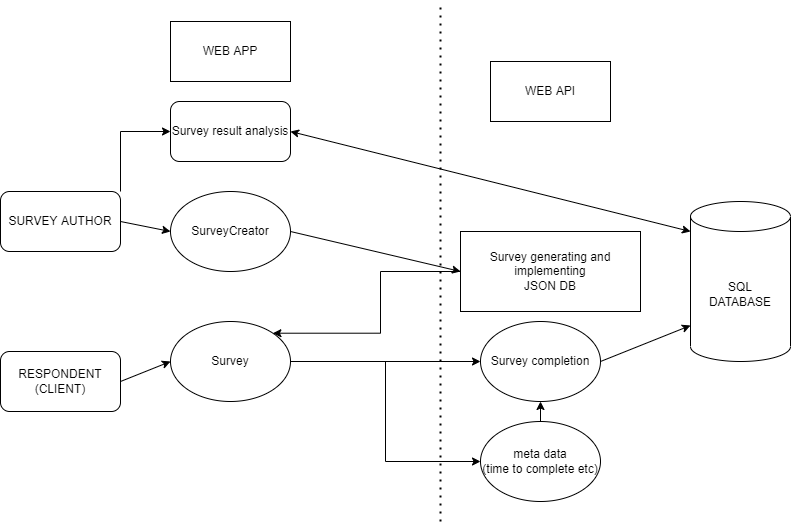 WEB APP
WEB API
Survey result analysis
SURVEY AUTHOR
SurveyCreator
Survey generating and
implementing
JSON DB
SQL
DATABASE
RESPONDENT
(CLIENT)
Survey
Survey completion
meta data
(time to complete etc)